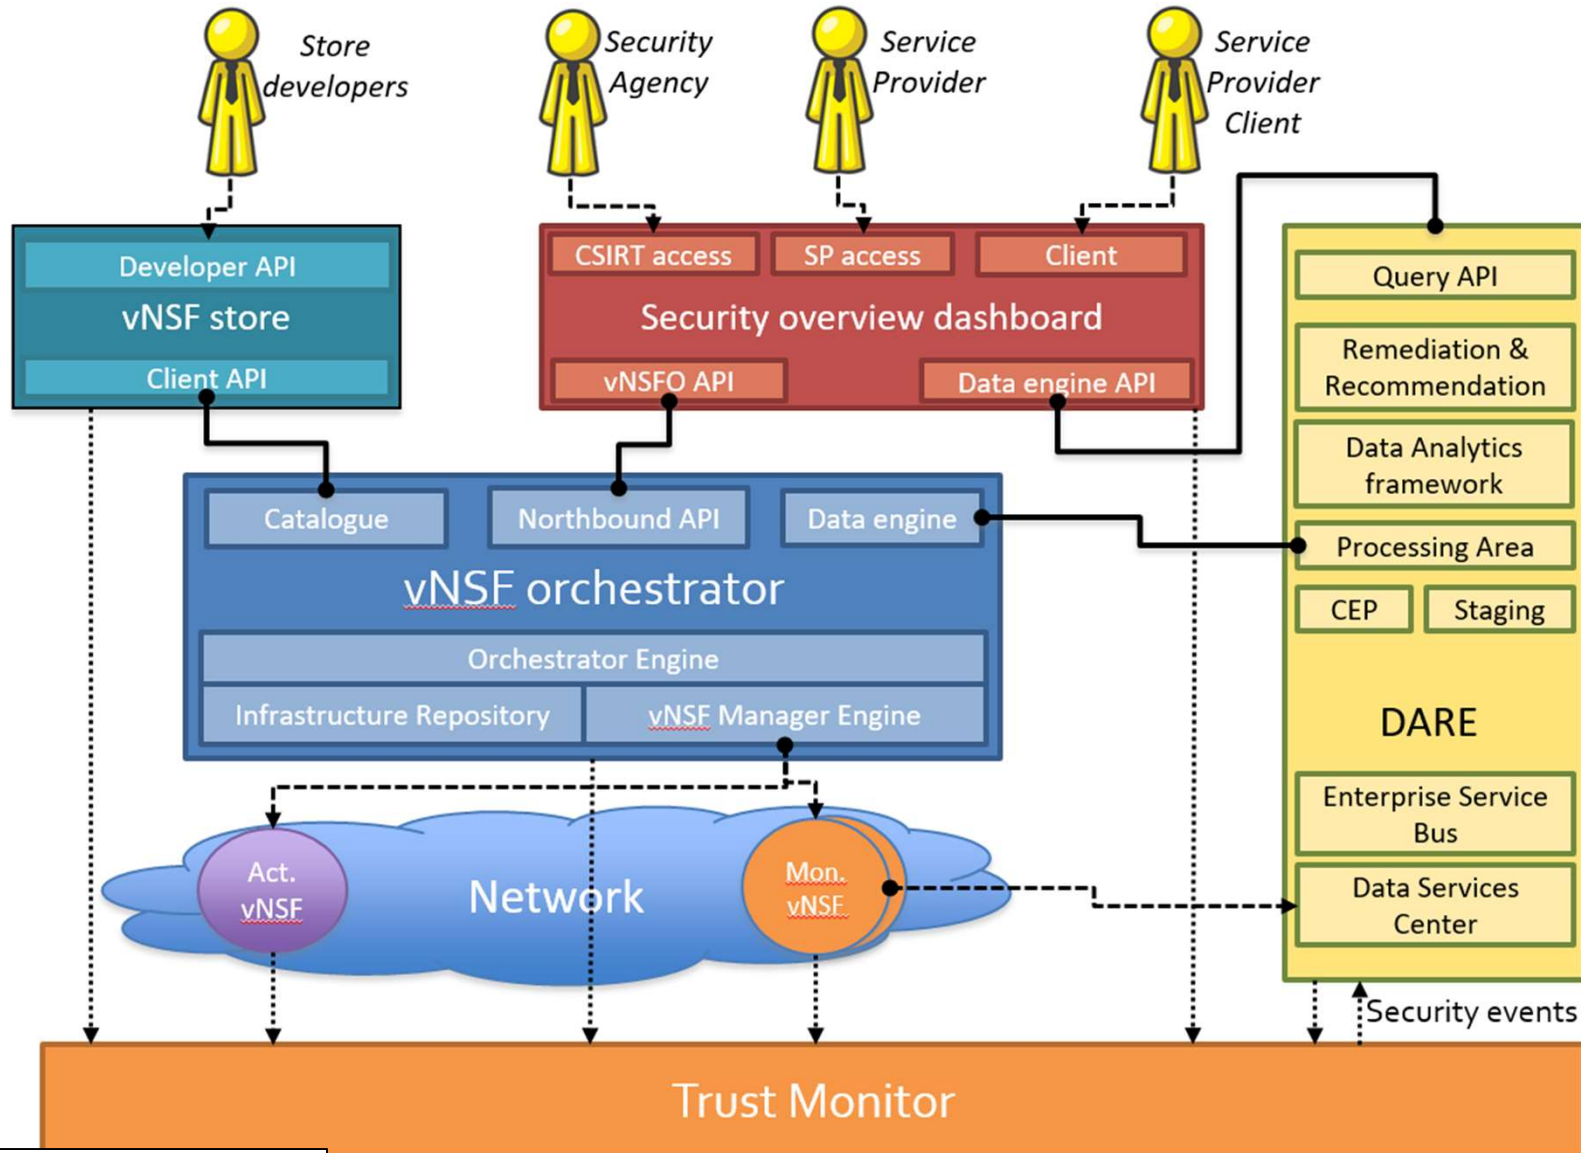 Store
developers
Security
Agency
Service
Provider
Service
Provider
Client
Developer API
vNSF store
Client API
CSIRT access
SP access
Client
Security overview dashboard
vNSFO API
Data engine API
Query API
Remediation &
Recommendation
Data Analytics
framework
Processing Area
CEP
Staging
DARE
Enterprise Service
Bus
Data Services
Center
Catalogue
Northbound API
Data engine
vNSF orchestrator
Orchestrator Engine
Infrastructure Repository
vNSF Manager Engine
Act.
vNSF
Network
Mon.
vNSF
Security events
Trust Monitor